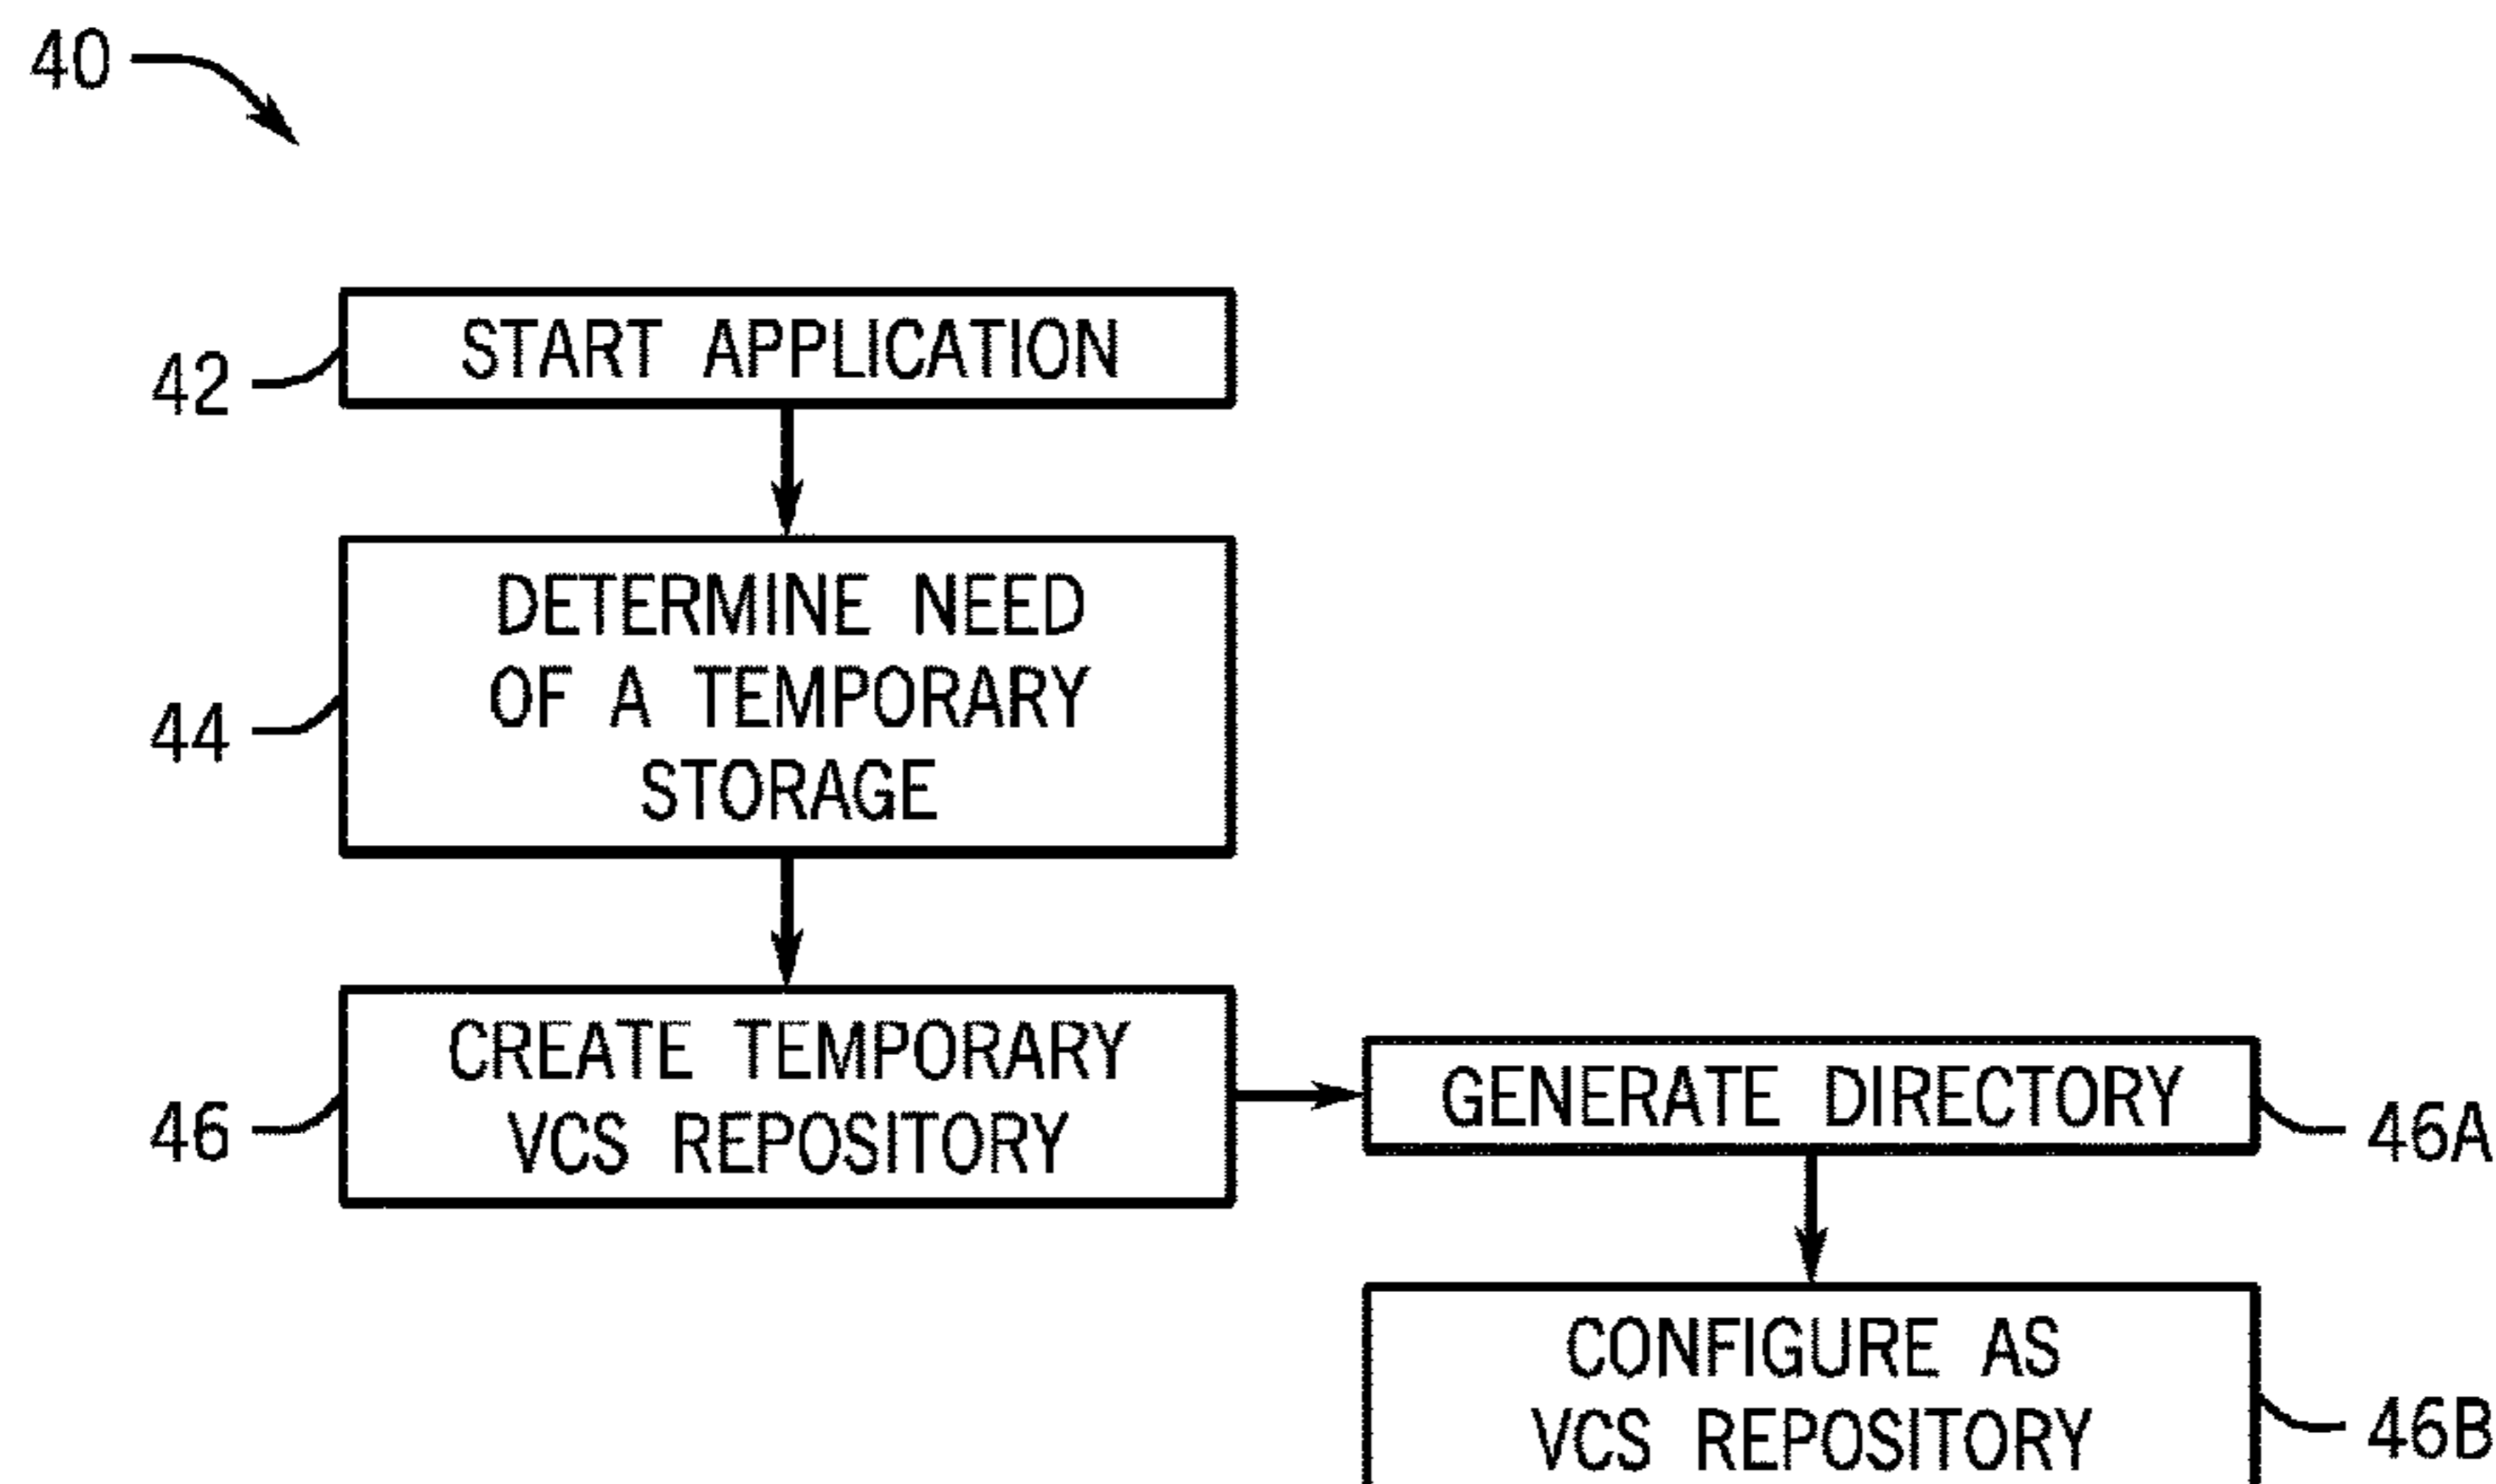 40
42
START APPLICATION
44
DETERMINE NEED
OF A TEMPORARY
STORAGE
46
CREATE TEMPORARY
VCS REPOSITORY
GENERATE DIRECTORY
46A
CONFIGURE AS
VCS REPOSITORY
46B